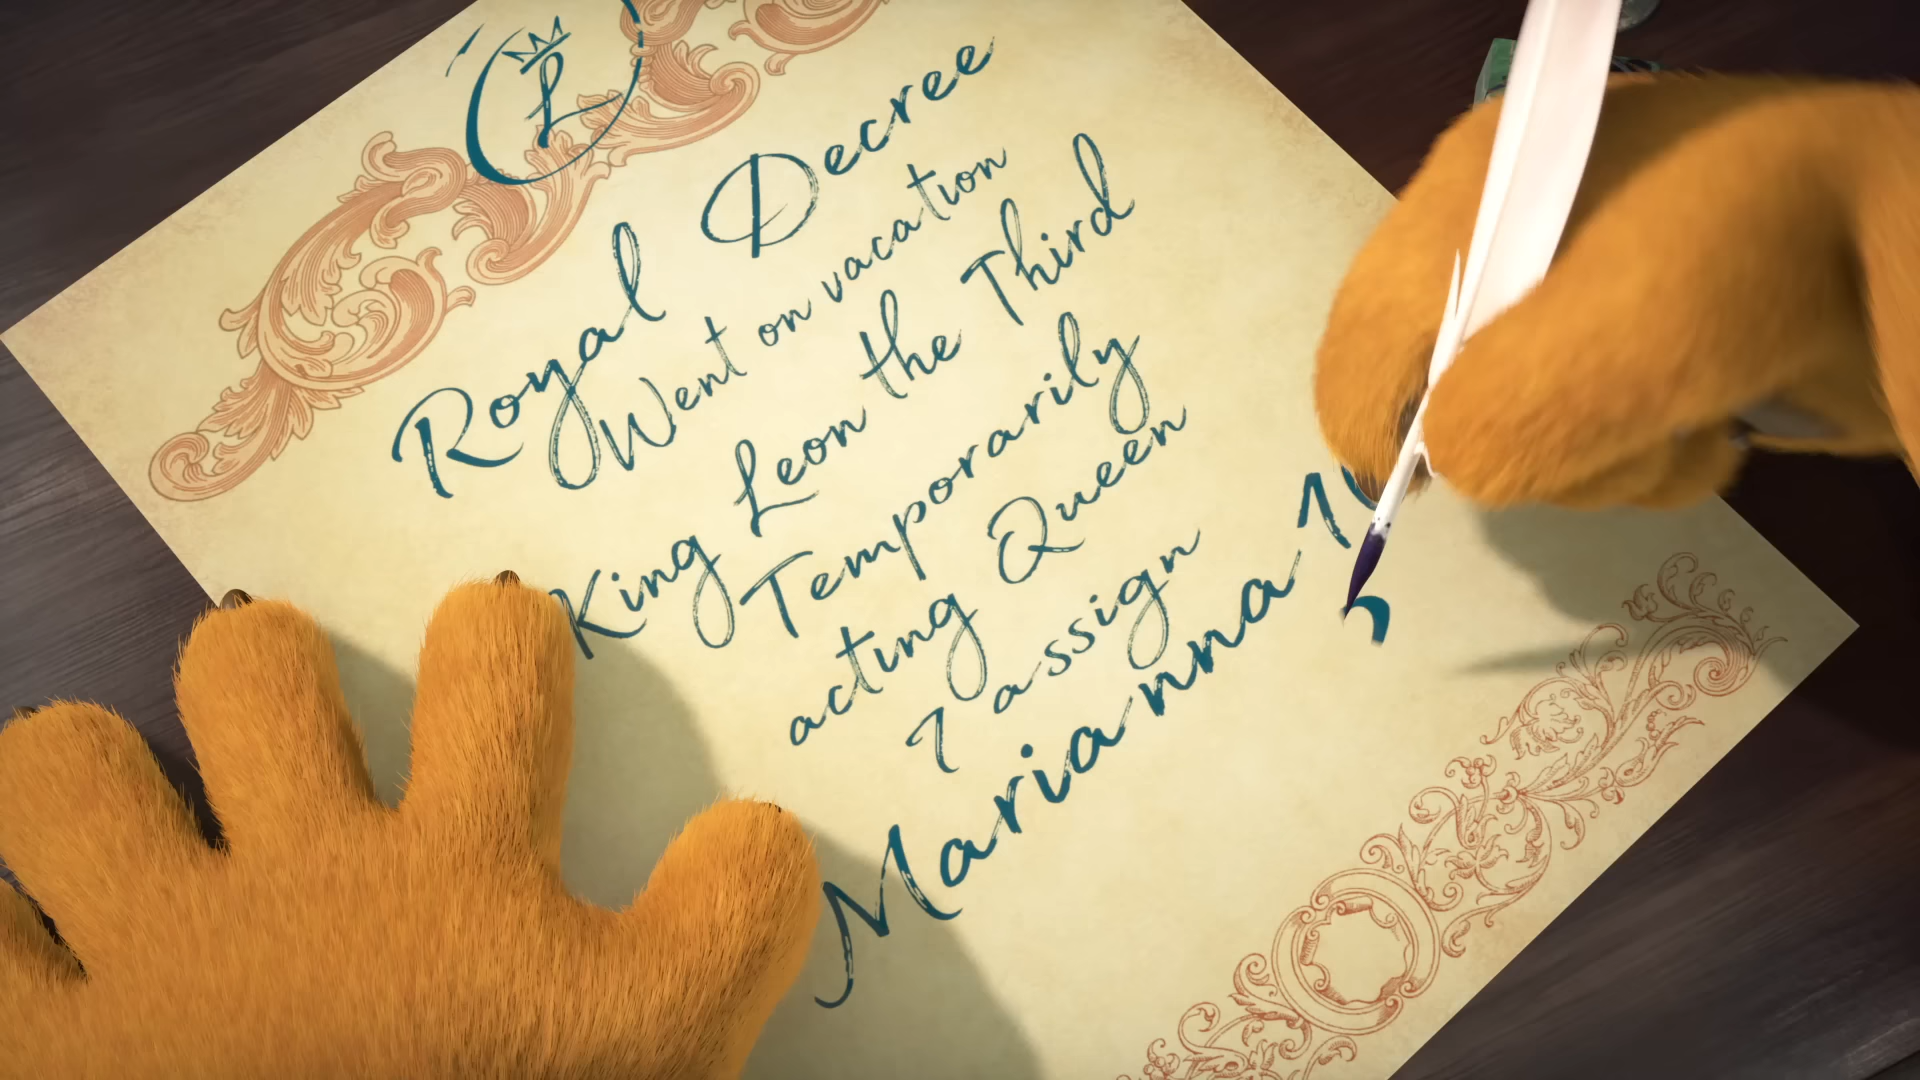 L
Royal Decree
Went on vacation
King Leon the Third
Temporarily
acting Queen
I assign
Marianna